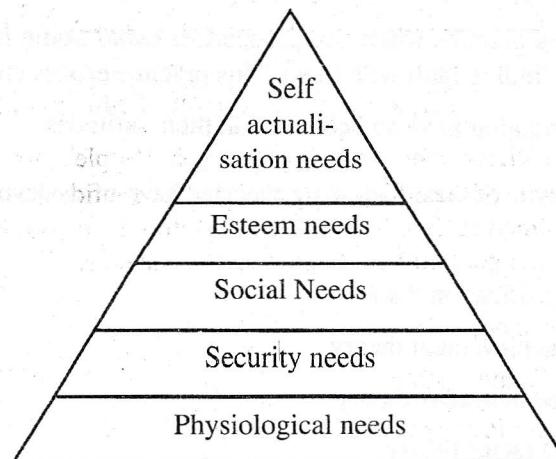 Self
actuali-
sation needs
Esteem needs
Social Needs
Security needs
Physiological needs